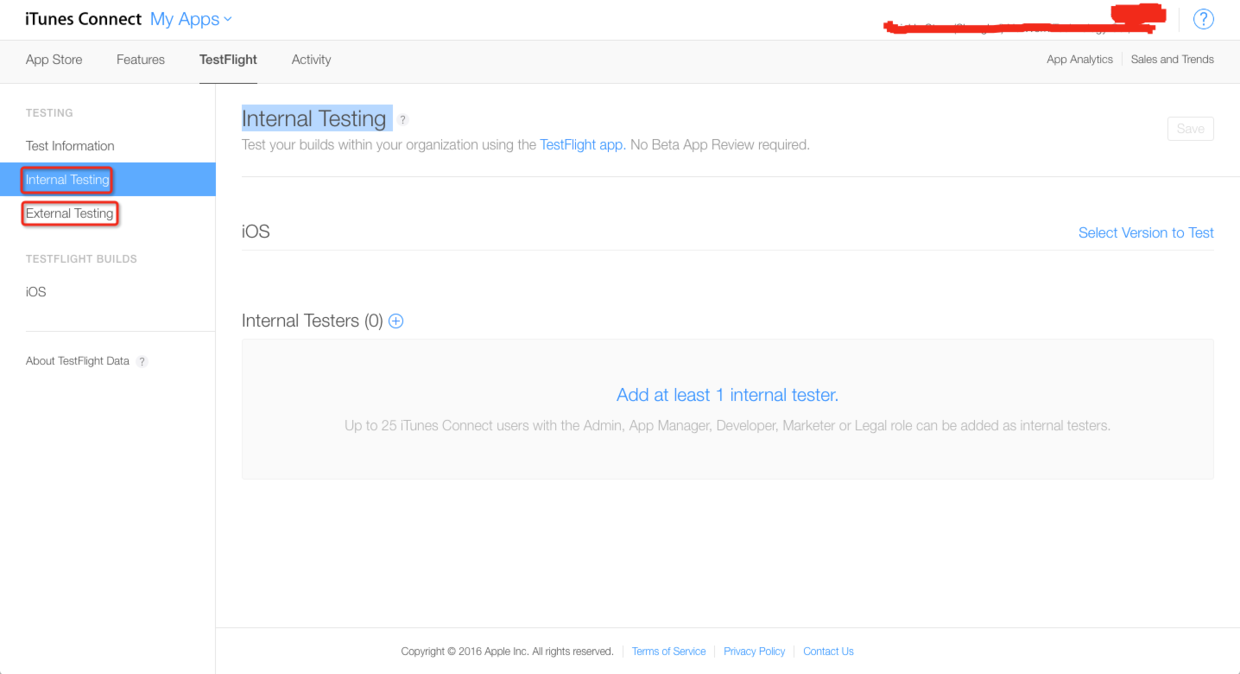 iTunes Connect My Apps
?
App Store Features TestFlight Activity App Analytics Sales and Trends
TESTING
Test Information
Internal Testing
External Testing
TESTFLIGHT BUILDS
iOS
About TestFlight Data ?
Internal Testing ?
Test your builds within your organization using the TestFlight app. No Beta App Review required.
Save
iOS Select Version to Test
Internal Testers (0)
Add at least 1 internal tester.
Up to 25 iTunes Connect users with the Admin, App Manager, Developer, Marketer or Legal role can be added as internal testers.
Copyright © 2016 Apple Inc. All rights reserved. Terms of Service Privacy Policy Contact Us